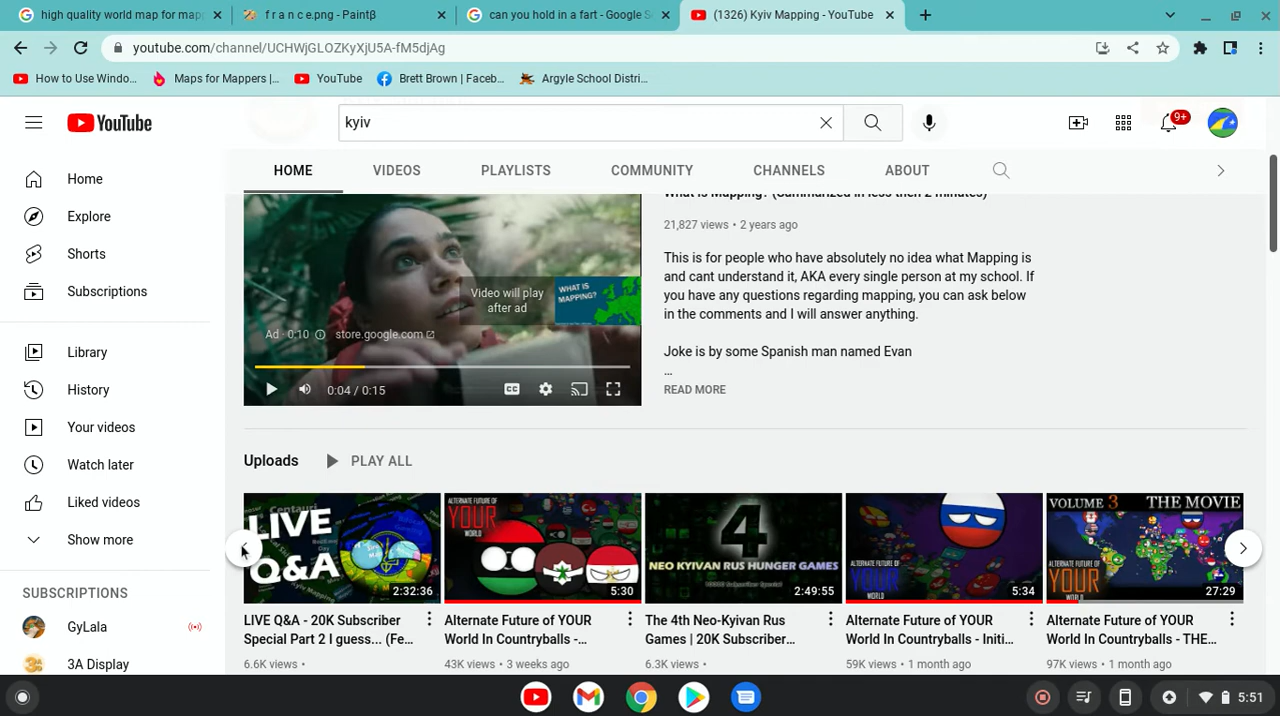 high quality world map for mapp
f r a n c e.png - Paintβ
can you hold in a fart - Google S
(1326) Kyiv Mapping - YouTube
youtube.com/channel/UCHWjGLOZKyXjU5A-fM5djAg
How to Use Windo...
Maps for Mappers |...
YouTube
Brett Brown | Faceb...
Argyle School Distri...
YouTube
kyiv
9+
HOME
VIDEOS
PLAYLISTS
COMMUNITY
CHANNELS
ABOUT
Home
Explore
Shorts
Subscriptions
Library
History
Your videos
Watch later
Liked videos
Show more
SUBSCRIPTIONS
GyLala
3A Display
Video will play
after ad
WHAT IS
MAPPING?
Ad · 0:10
store.google.com
0:04 / 0:15
What is Mapping? (Summarized in less then 2 minutes)
21,827 views • 2 years ago
This is for people who have absolutely no idea what Mapping is
and cant understand it, AKA every single person at my school. If
you have any questions regarding mapping, you can ask below
in the comments and I will answer anything.
Joke is by some Spanish man named Evan
...
READ MORE
Uploads
PLAY ALL
LIVE
Q&A
2:32:36
LIVE Q&A - 20K Subscriber
Special Part 2 I guess... (Fe...
6.6K views •
ALTERNATE FUTURE OF
YOUR
WORLD
5:30
Alternate Future of YOUR
World In Countryballs -...
43K views • 3 weeks ago
4
NEO KYIVAN RUS HUNGER GAMES
2:49:55
The 4th Neo-Kyivan Rus
Games | 20K Subscriber...
6.3K views •
ALTERNATE FUTURE OF
YOUR
WORLD
5:34
Alternate Future of YOUR
World In Countryballs - Initi...
59K views • 1 month ago
VOLUME 3 THE MOVIE
ALTERNATE FUTURE OF
YOUR
WORLD
27:29
Alternate Future of YOUR
World In Countryballs - THE...
97K views • 1 month ago
5:51